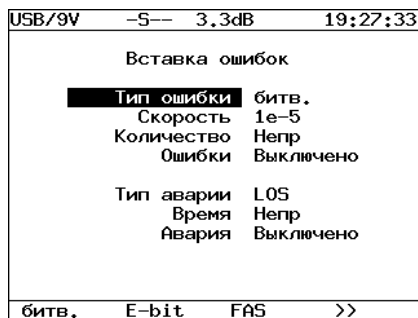 USB/9V -S-- 3.3dB 19:27:33
Вставка ошибок
Тип ошибки битв.
Скорость 1e-5
Количество Непр
Ошибки Выключено
Тип аварии LOS
Время Непр
Авария Выключено
битв. E-bit FAS >>